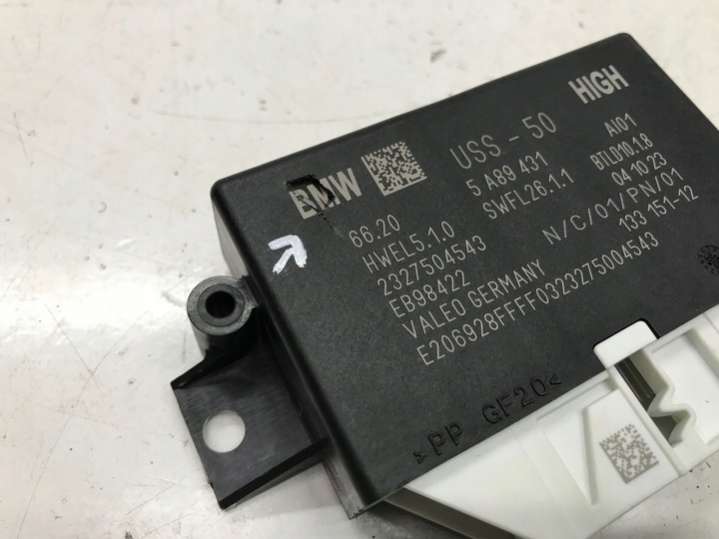 BMW USS - 50 HIGH
66.20 5 A89 431 AI01
HWEL5.1.0 SWFL26.1.1 BTLD10.1.8
2327504543 04 10 23
EB98422 N/C/01/PN/01
VALEO GERMANY 133 151-12
E206928FFFF0323275004543
>PP GF20<